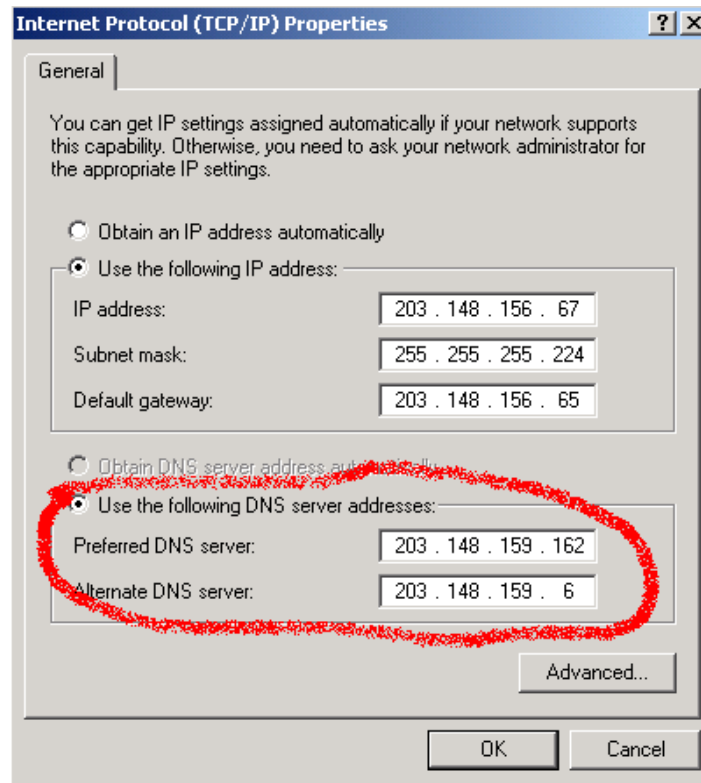 Internet Protocol (TCP/IP) Properties
General
You can get IP settings assigned automatically if your network supports
this capability. Otherwise, you need to ask your network administrator for
the appropriate IP settings.
Obtain an IP address automatically
Use the following IP address:
IP address: 203 . 148 . 156 . 67
Subnet mask: 255 . 255 . 255 . 224
Default gateway: 203 . 148 . 156 . 65
Obtain DNS server address automatically
Use the following DNS server addresses:
Preferred DNS server: 203 . 148 . 159 . 162
Alternate DNS server: 203 . 148 . 159 . 6
Advanced...
OK Cancel